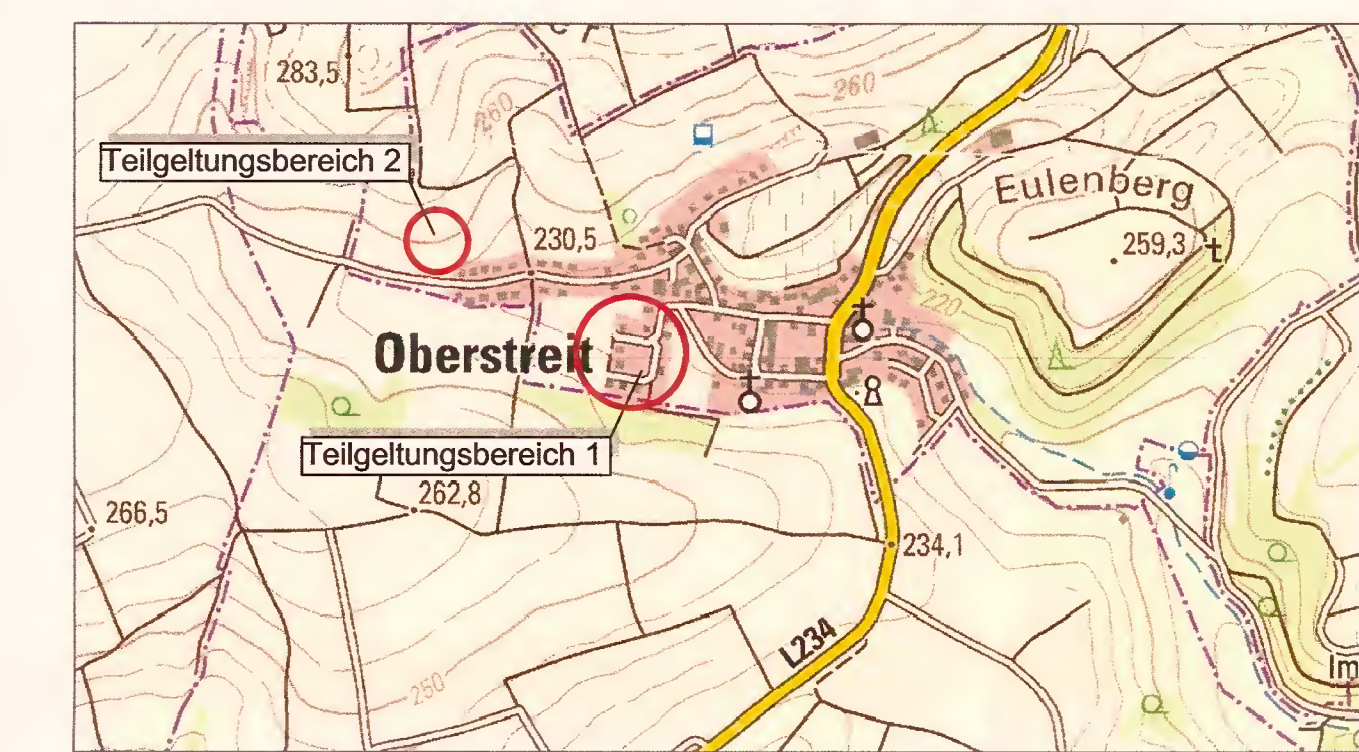 283,5
260
260
Teilgeltungsbereich 2
Eulenberg
230,5
259,3
220
Oberstreit
Teilgeltungsbereich 1
262,8
266,5
234,1
L234
250
Im